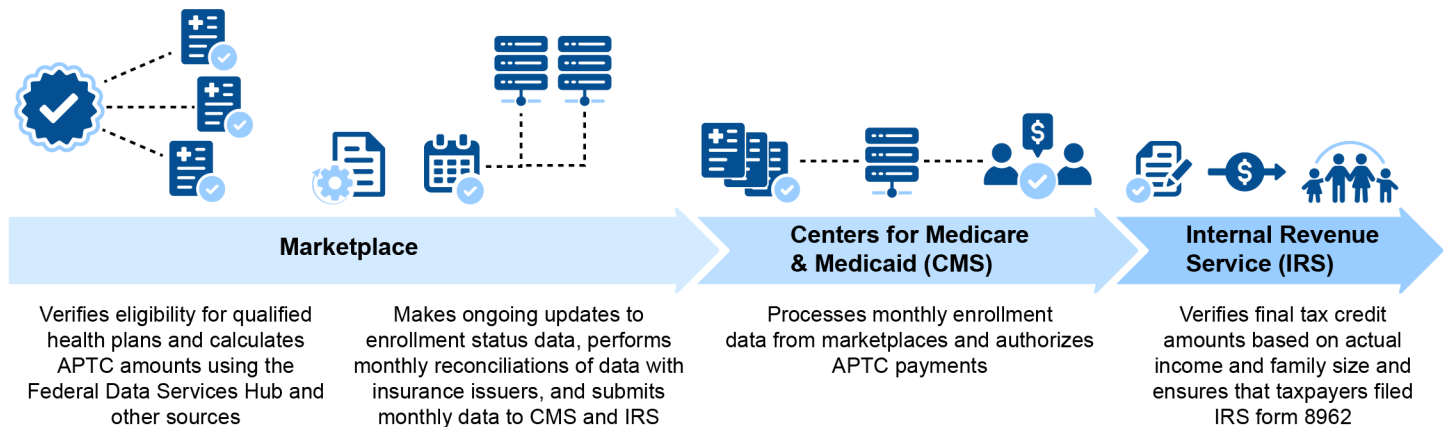 Marketplace
Verifies eligibility for qualified
health plans and calculates
APTC amounts using the
Federal Data Services Hub and
other sources
Makes ongoing updates to
enrollment status data, performs
monthly reconciliations of data with
insurance issuers, and submits
monthly data to CMS and IRS
Centers for Medicare
& Medicaid (CMS)
Processes monthly enrollment
data from marketplaces and authorizes
APTC payments
Internal Revenue
Service (IRS)
Verifies final tax credit
amounts based on actual
income and family size and
ensures that taxpayers filed
IRS form 8962